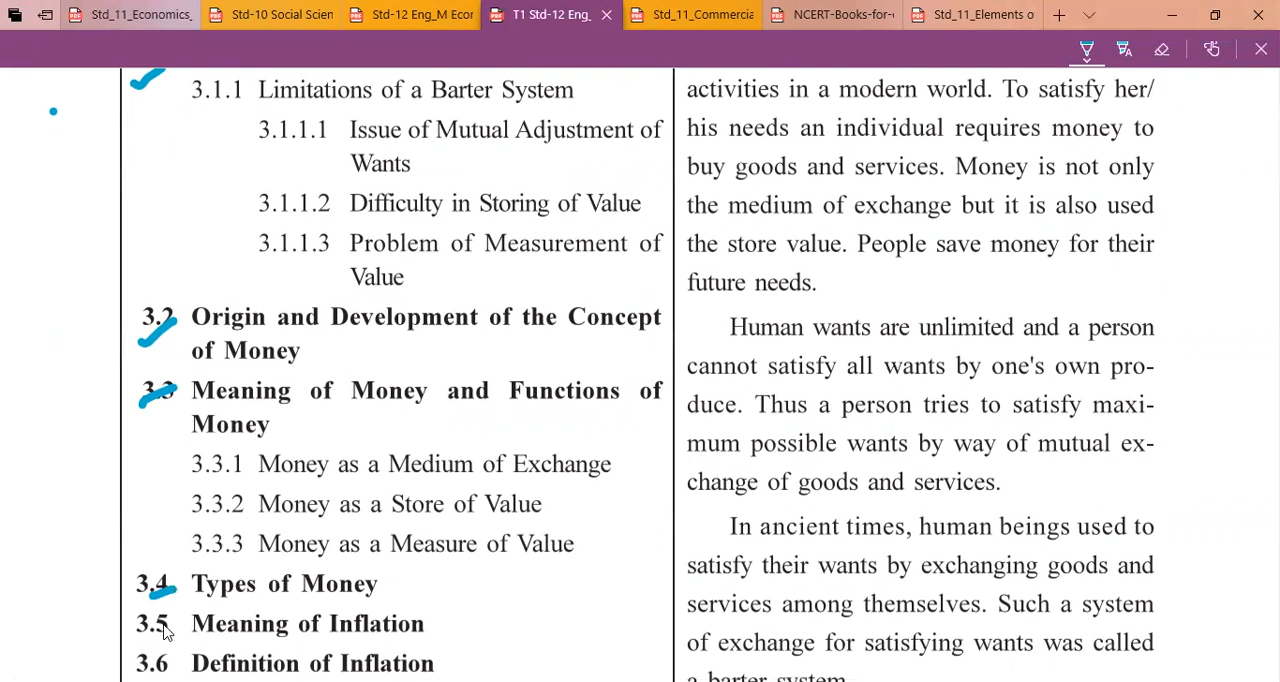 Std_11_Economics_
Std-10 Social Scien
Std-12 Eng_M Econ
T1 Std-12 Eng_
Std_11_Commercia
NCERT-Books-for-
Std_11_Elements o
3.1.1 Limitations of a Barter System
3.1.1.1 Issue of Mutual Adjustment of
Wants
3.1.1.2 Difficulty in Storing of Value
3.1.1.3 Problem of Measurement of
Value
3.2 Origin and Development of the Concept
of Money
3.3 Meaning of Money and Functions of
Money
3.3.1 Money as a Medium of Exchange
3.3.2 Money as a Store of Value
3.3.3 Money as a Measure of Value
3.4 Types of Money
3.5 Meaning of Inflation
3.6 Definition of Inflation
activities in a modern world. To satisfy her/
his needs an individual requires money to
buy goods and services. Money is not only
the medium of exchange but it is also used
the store value. People save money for their
future needs.
Human wants are unlimited and a person
cannot satisfy all wants by one's own pro-
duce. Thus a person tries to satisfy maxi-
mum possible wants by way of mutual ex-
change of goods and services.
In ancient times, human beings used to
satisfy their wants by exchanging goods and
services among themselves. Such a system
of exchange for satisfying wants was called
a barter system.